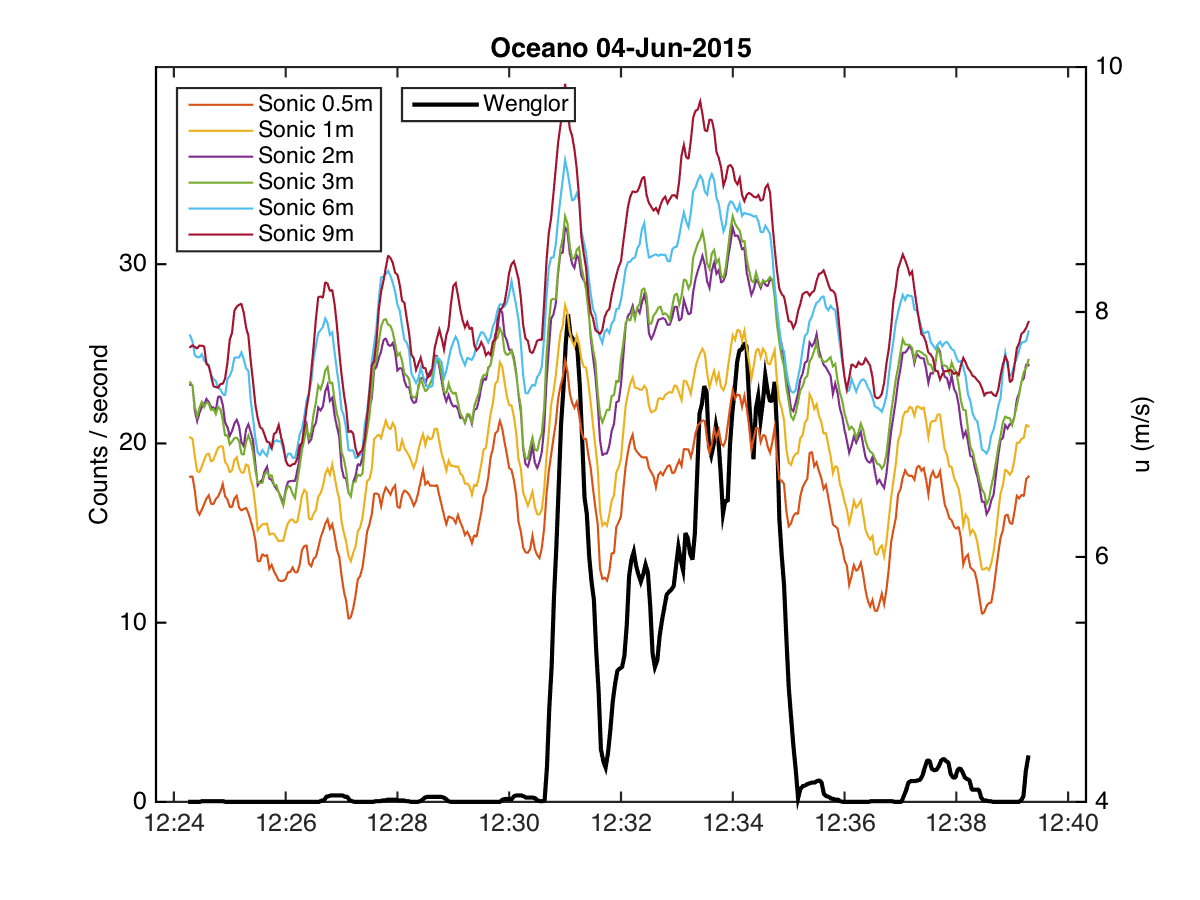 Oceano 04-Jun-2015
Sonic 0.5m
Sonic 1m
Sonic 2m
Sonic 3m
Sonic 6m
Sonic 9m
Wenglor
Counts / second
30
20
10
0
10
8
6
4
u (m/s)
12:24 12:26 12:28 12:30 12:32 12:34 12:36 12:38 12:40